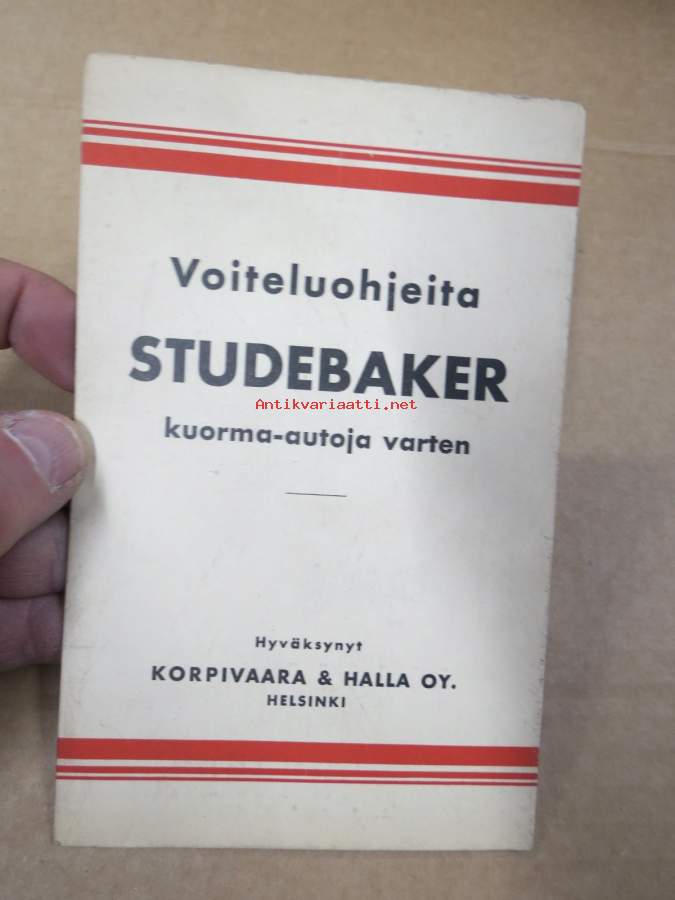 Voiteluohjeita
STUDEBAKER
Antikvariaatti.net
kuorma-autoja varten
Hyväksynyt
KORPIVAARA & HALLA OY.
HELSINKI